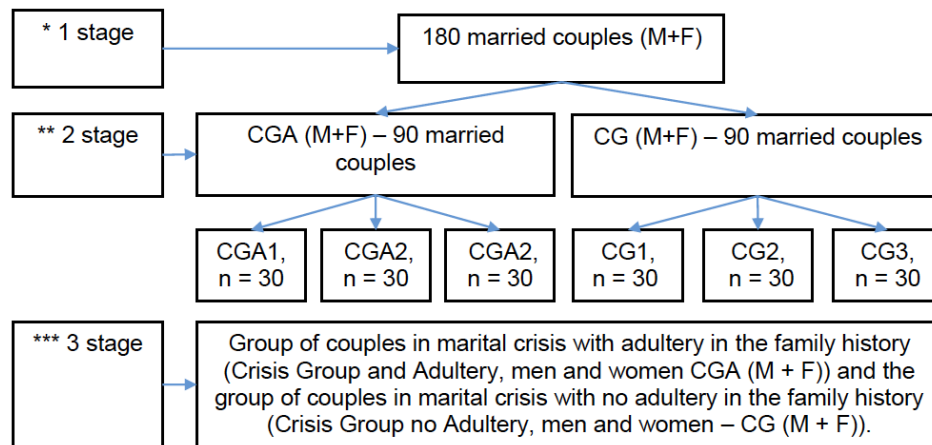 * 1 stage
180 married couples (M+F)
** 2 stage
CGA (M+F) – 90 married
couples
CG (M+F) – 90 married couples
CGA1,
n = 30
CGA2,
n = 30
CGA2,
n = 30
CG1,
n = 30
CG2,
n = 30
CG3,
n = 30
*** 3 stage
Group of couples in marital crisis with adultery in the family history
(Crisis Group and Adultery, men and women CGA (M + F)) and the
group of couples in marital crisis with no adultery in the family history
(Crisis Group no Adultery, men and women – CG (M + F)).